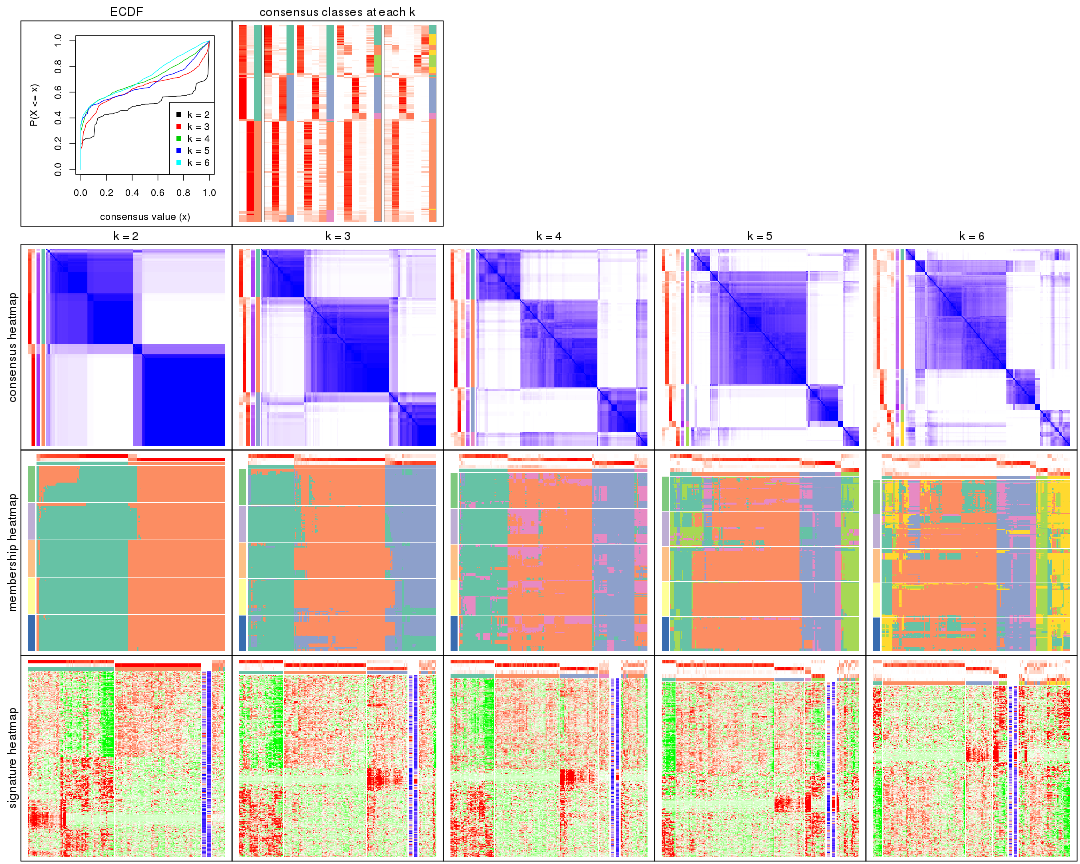 ECDF
consensus classes at each k
P(X <= x)
0.0 0.2 0.4 0.6 0.8 1.0
k = 2
k = 3
k = 4
k = 5
k = 6
0.0 0.2 0.4 0.6 0.8 1.0
consensus value (x)
k = 2
k = 3
k = 4
k = 5
k = 6
consensus heatmap
membership heatmap
signature heatmap